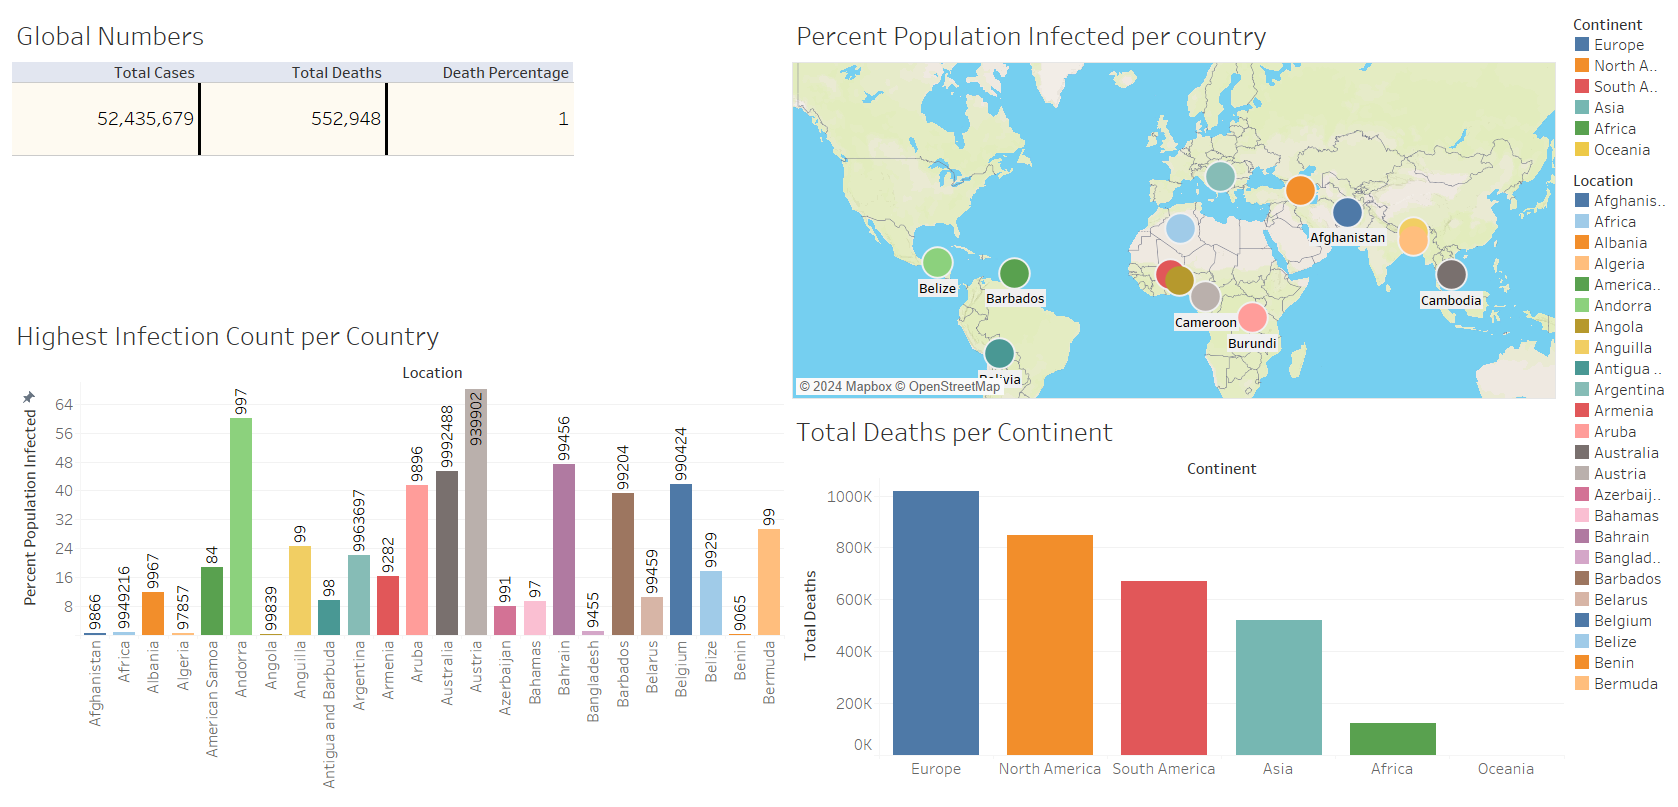 Global Numbers
Total Cases
Total Deaths
Death Percentage
52,435,679
552,948
1
Percent Population Infected per country
Belize
Barbados
Afghanistan
Cambodia
Cameroon
Burundi
© 2024 Mapbox © OpenStreetMap
Continent
Europe
North A..
South A..
Asia
Africa
Oceania
Location
Afghanis..
Africa
Albania
Algeria
America..
Andorra
Angola
Anguilla
Antigua ..
Argentina
Armenia
Aruba
Australia
Austria
Azerbaij..
Bahamas
Bahrain
Banglad..
Barbados
Belarus
Belgium
Belize
Benin
Bermuda
Highest Infection Count per Country
Location
Percent Population Infected
64
56
48
40
32
24
16
8
9866
9949216
9967
97857
84
997
99839
99
98
9963697
9282
9896
9992488
939902
991
97
99456
9455
99204
99459
990424
9929
9065
99
Afghanistan
Africa
Albania
Algeria
American Samoa
Andorra
Angola
Anguilla
Antigua and Barbuda
Argentina
Armenia
Aruba
Australia
Austria
Azerbaijan
Bahamas
Bahrain
Bangladesh
Barbados
Belarus
Belgium
Belize
Benin
Bermuda
Total Deaths per Continent
Continent
Total Deaths
1000K
800K
600K
400K
200K
0K
Europe
North America
South America
Asia
Africa
Oceania